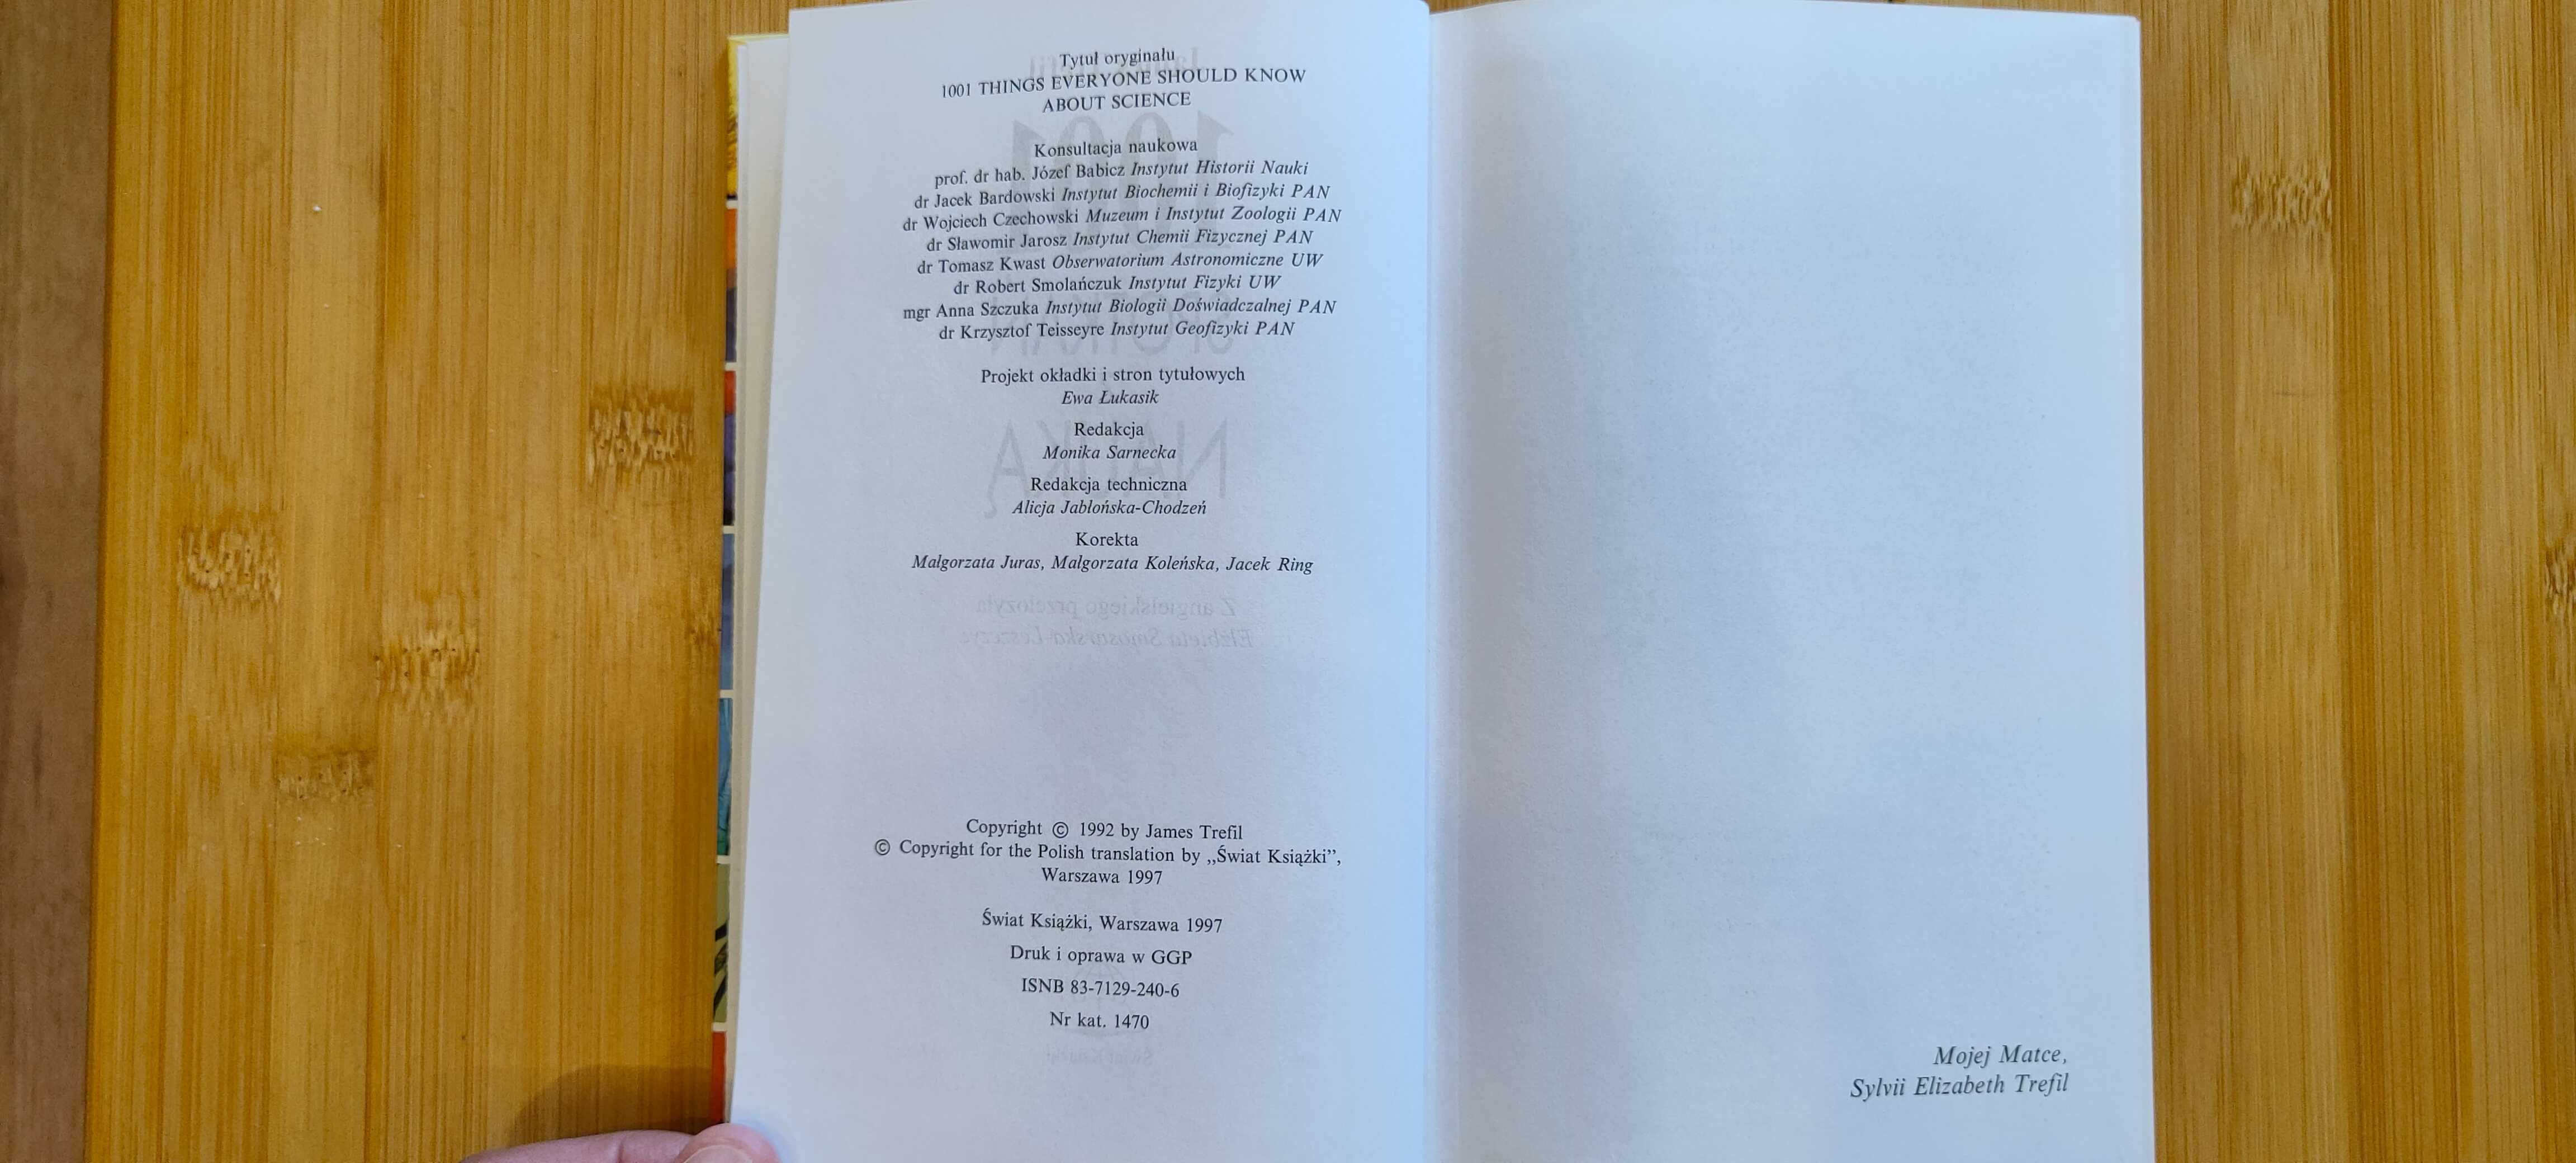 Tytuł oryginału
1001 THINGS EVERYONE SHOULD KNOW
ABOUT SCIENCE
Konsultacja naukowa
prof. dr hab. Józef Babicz Instytut Historii Nauki
dr Jacek Bardowski Instytut Biochemii i Biofizyki PAN
dr Wojciech Czechowski Muzeum i Instytut Zoologii PAN
dr Sławomir Jarosz Instytut Chemii Fizycznej PAN
dr Tomasz Kwast Obserwatorium Astronomiczne UW
dr Robert Smolańczuk Instytut Fizyki UW
mgr Anna Szczuka Instytut Biologii Doświadczalnej PAN
dr Krzysztof Teisseyre Instytut Geofizyki PAN
Projekt okładki i stron tytułowych
Ewa Łukasik
Redakcja
Monika Sarnecka
Redakcja techniczna
Alicja Jabłońska-Chodzeń
Korekta
Małgorzata Juras, Małgorzata Koleńska, Jacek Ring
Copyright © 1992 by James Trefil
© Copyright for the Polish translation by „Świat Książki”,
Warszawa 1997
Świat Książki, Warszawa 1997
Druk i oprawa w GGP
ISNB 83-7129-240-6
Nr kat. 1470
Mojej Matce,
Sylvii Elizabeth Trefil